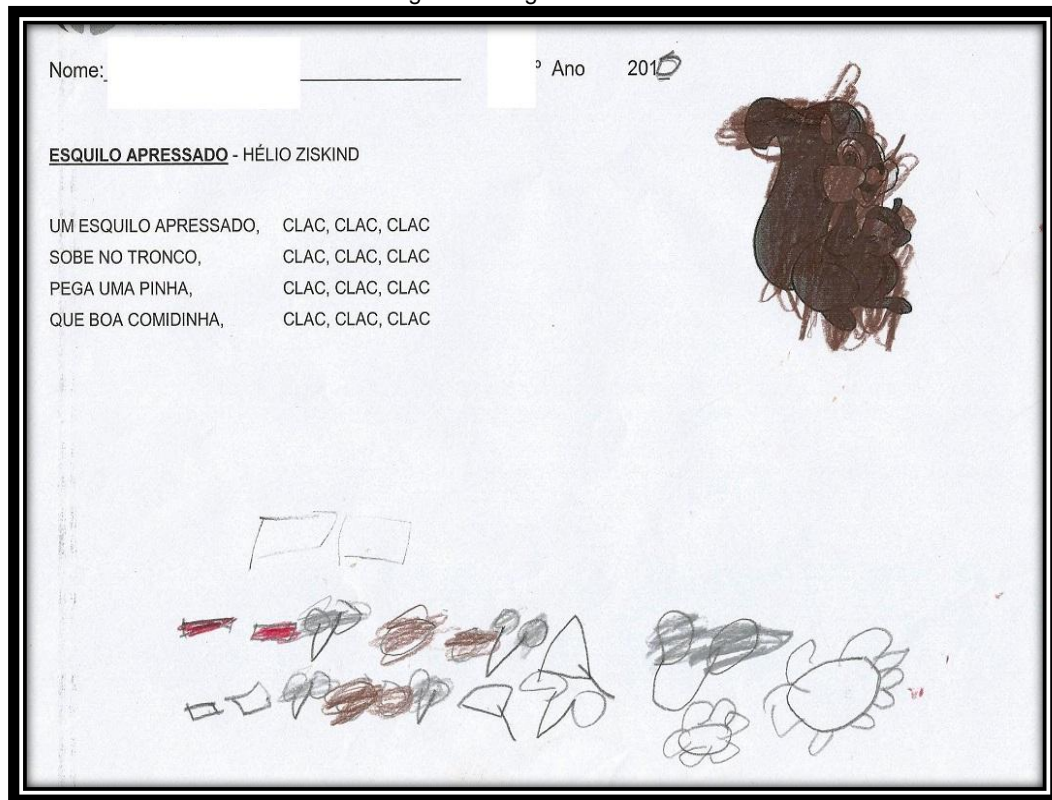 Nome: º Ano 2010
ESQUILO APRESSADO - HÉLIO ZISKIND
UM ESQUILO APRESSADO, CLAC, CLAC, CLAC
SOBE NO TRONCO, CLAC, CLAC, CLAC
PEGA UMA PINHA, CLAC, CLAC, CLAC
QUE BOA COMIDINHA, CLAC, CLAC, CLAC